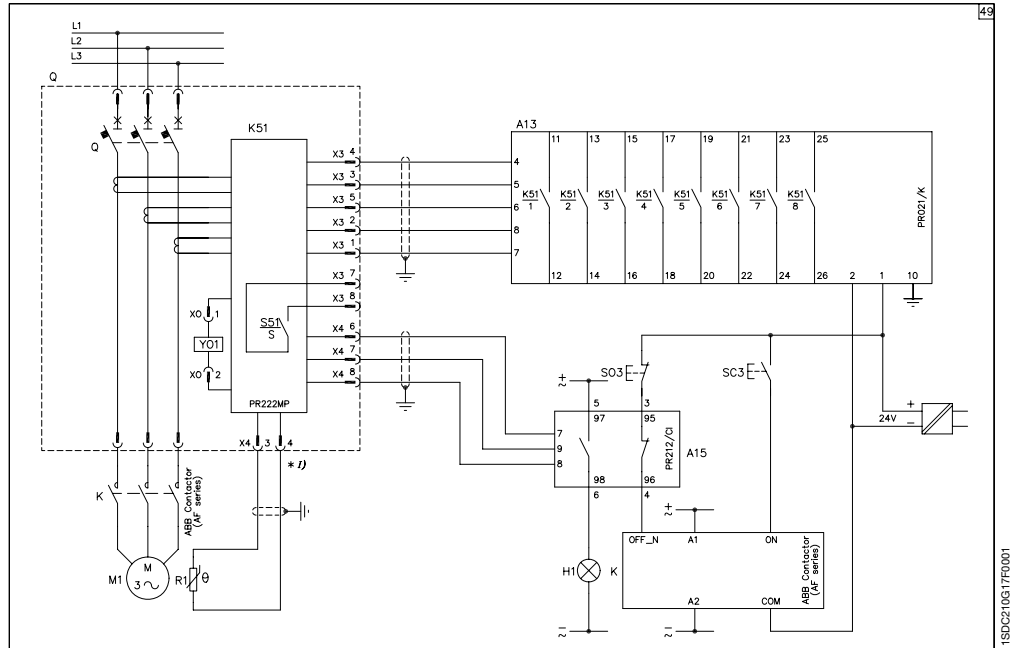 49
L1
L2
L3
Q
Q
K51
X3 4
X3 3
X3 5
X3 2
X3 1
X3 7
X3 8
X4 6
X4 7
X4 8
S51
S
X0 1
Y01
X0 2
PR222MP
X4 3 4
* I)
K
ABB Contactor
(AF series)
M1
M
3 ~
R1 θ
A13
11 13 15 17 19 21 23 25
4
5
6
8
7
K51 K51 K51 K51 K51 K51 K51 K51
1 2 3 4 5 6 7 8
PR021/K
12 14 16 18 20 22 24 26 2 1 10
S03
SC3
24V
+
−
+
~
5 3
97 95
7
9
8
PR212/CI
A15
98 96
6 4
+
~
OFF_N A1 ON
H1
K
ABB Contactor
(AF series)
A2 COM
−
~
−
~
1SDC210G17F0001